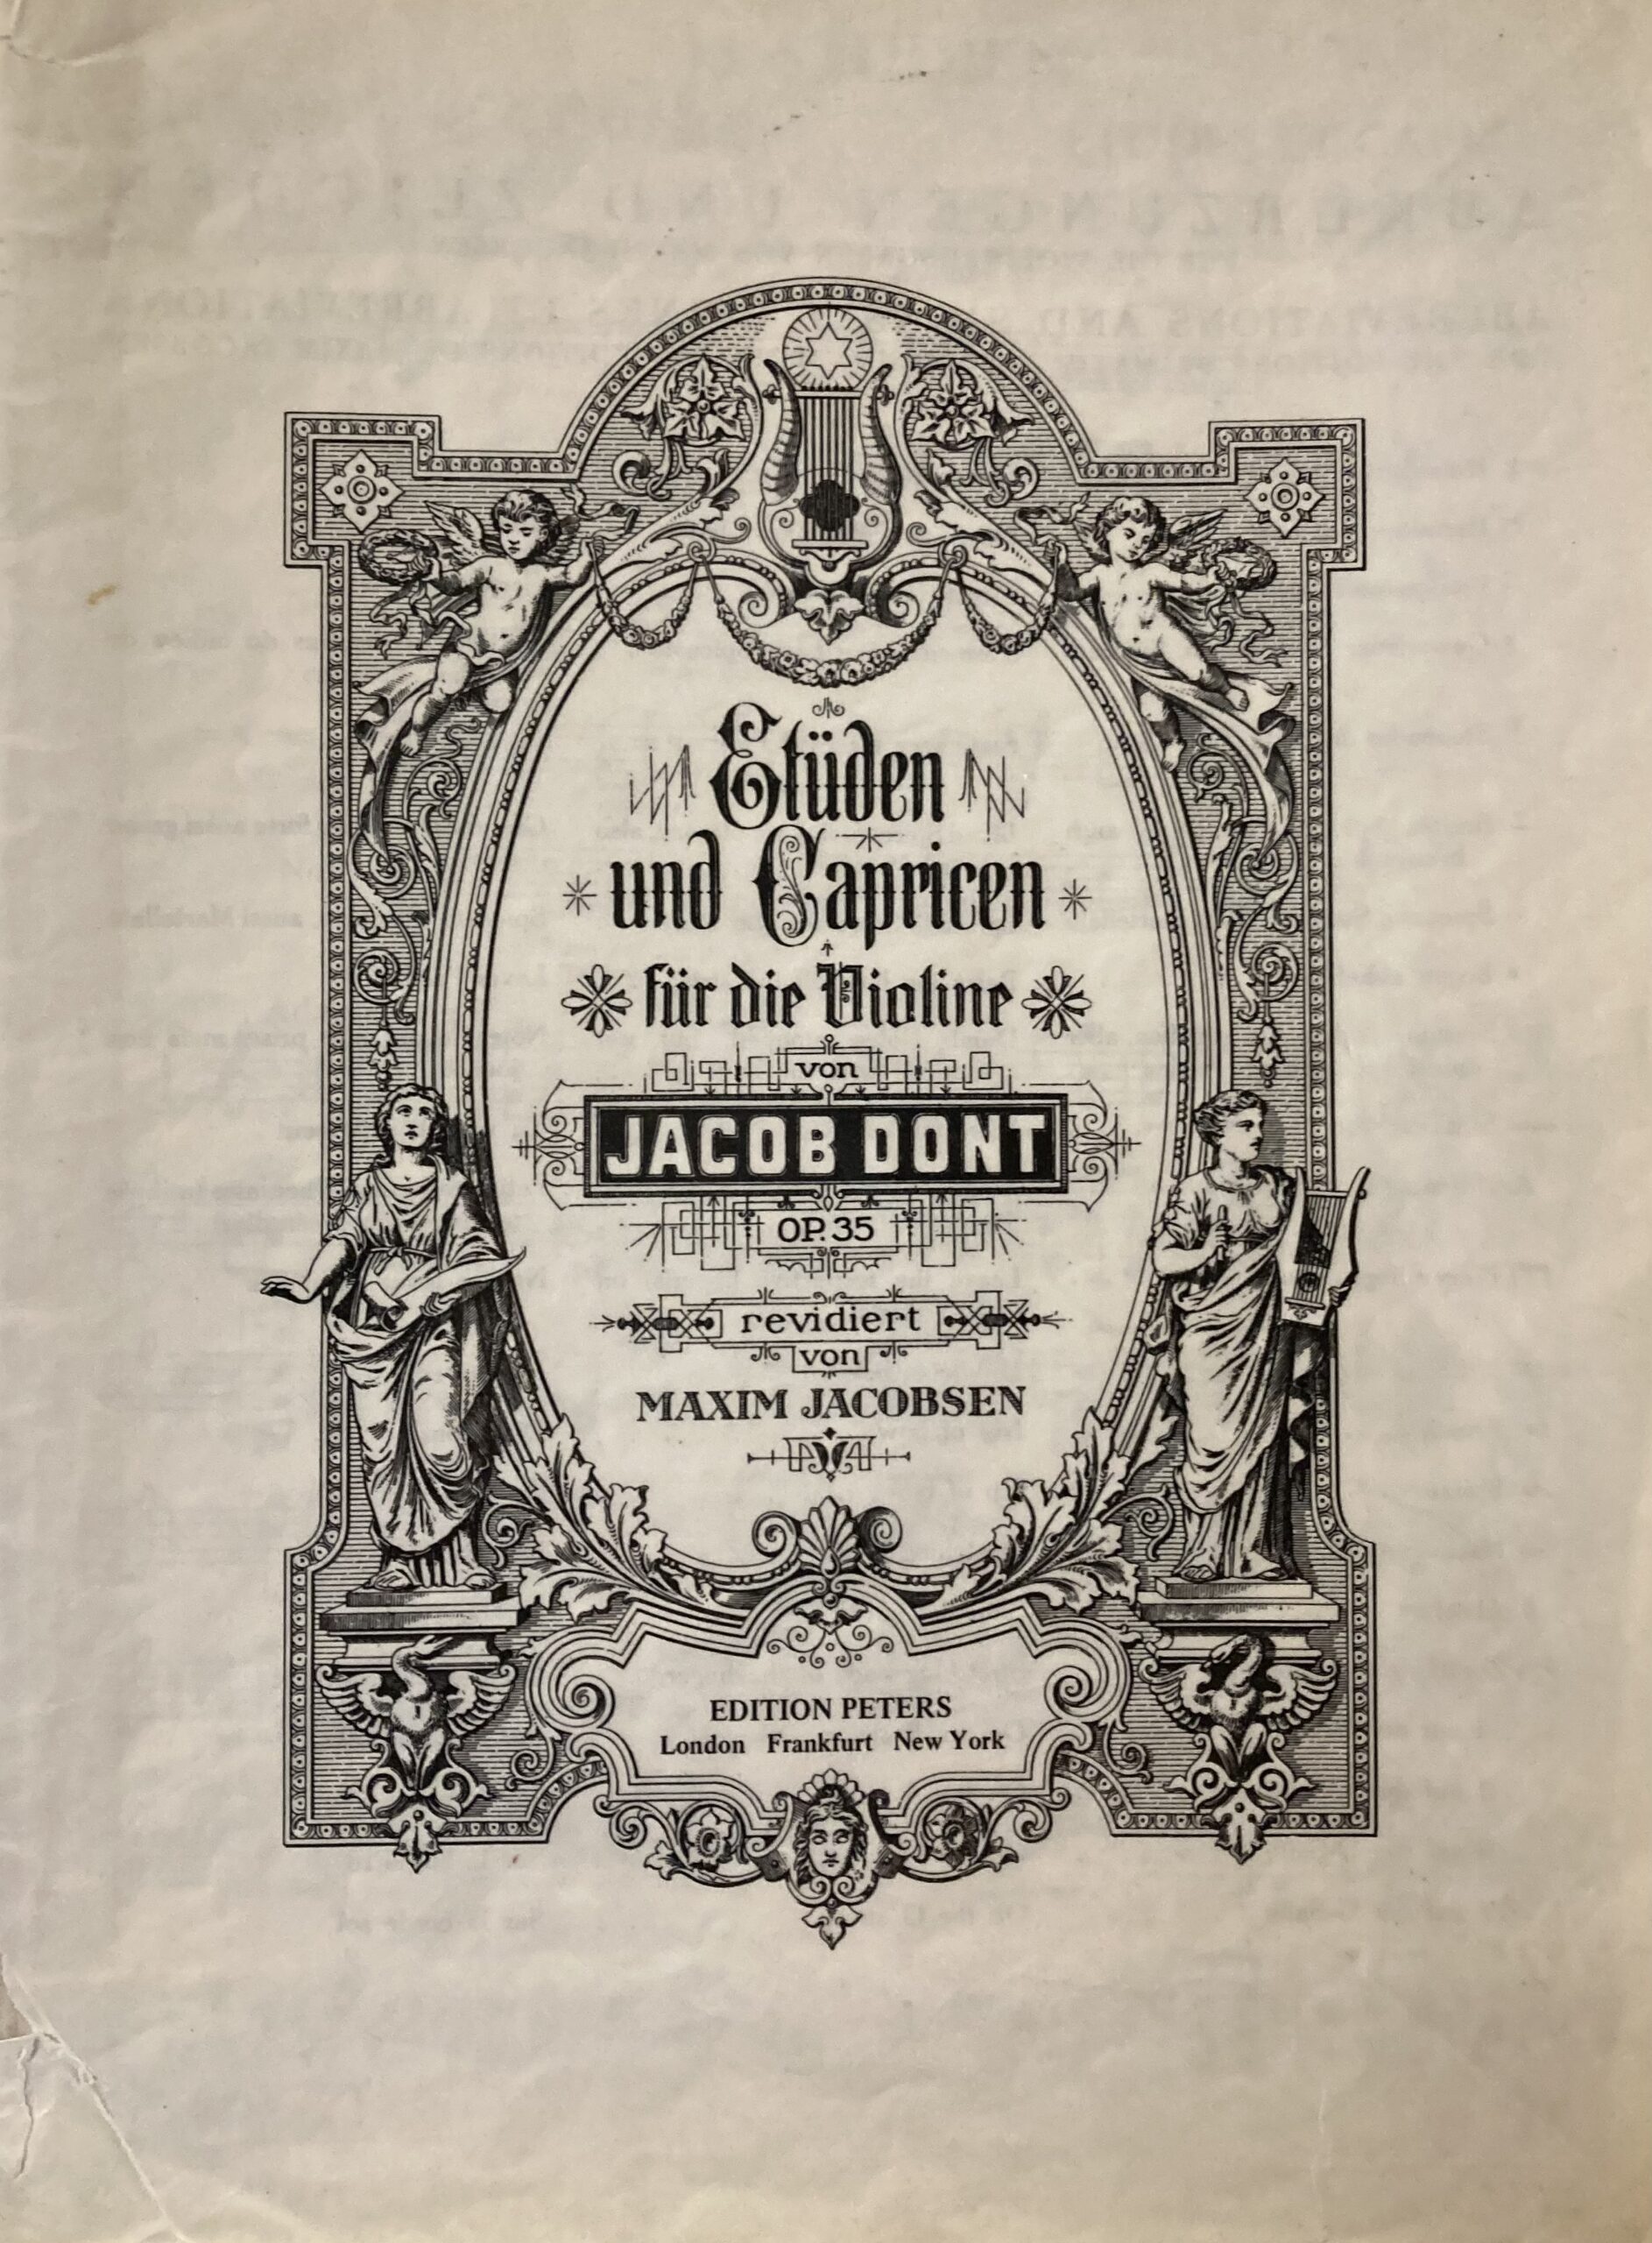 Etüden
und Capricen
für die Violine
von
JACOB DONT
OP. 35
revidiert
von
MAXIM JACOBSEN
EDITION PETERS
London Frankfurt New York